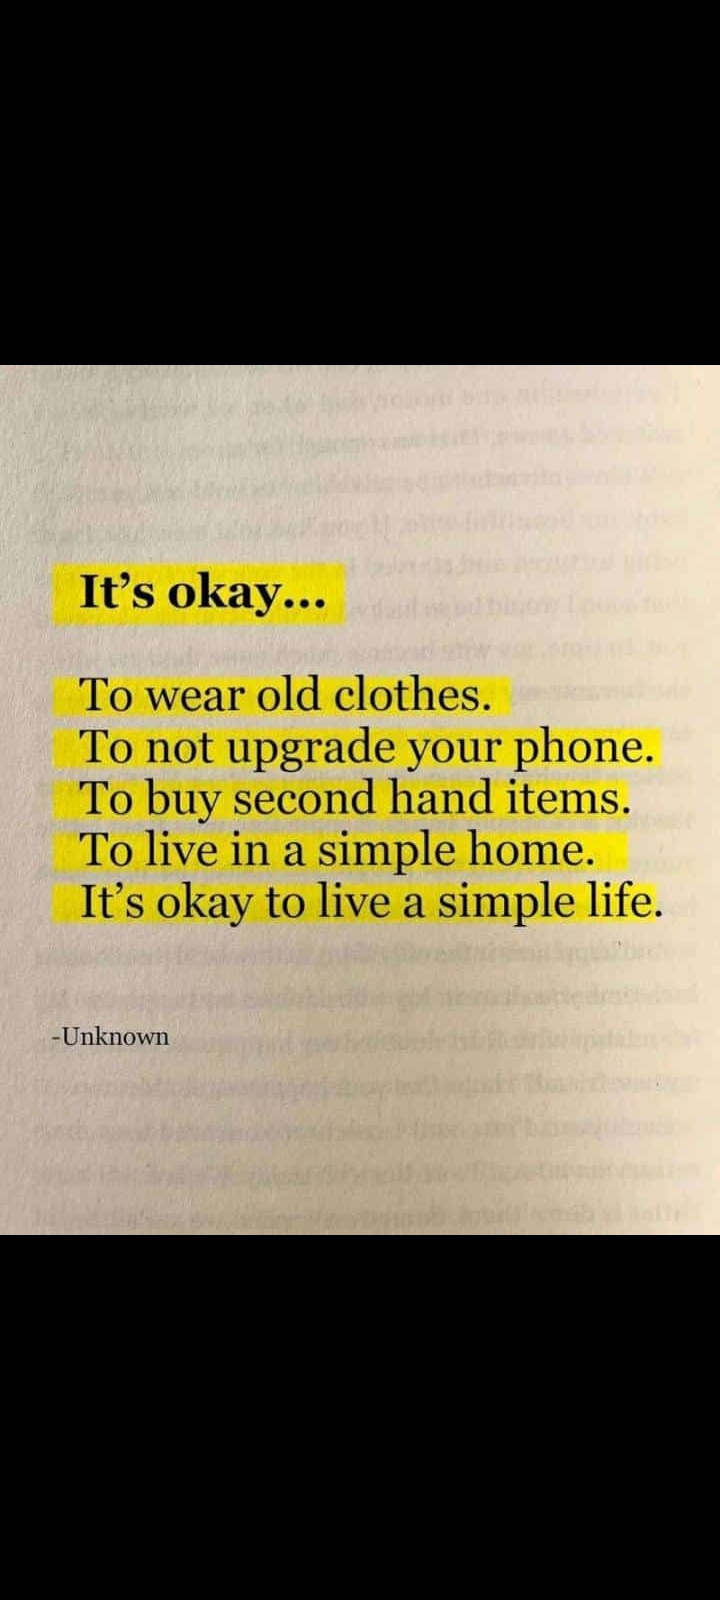 It’s okay...
To wear old clothes.
To not upgrade your phone.
To buy second hand items.
To live in a simple home.
It’s okay to live a simple life.
-Unknown